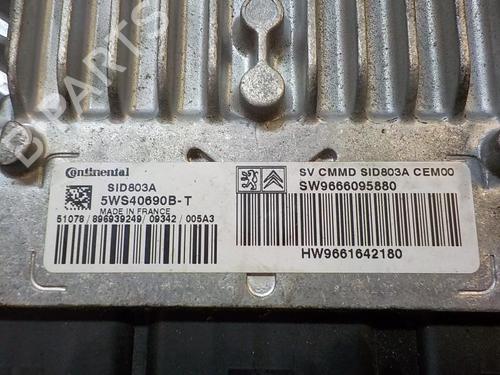 B PARTS
Continental
SID803A
5WS40690B-T
MADE IN FRANCE
51078 / 896939249 / 09342 / 005A3
SV CMMD SID803A CEM00
SW9666095880
HW9661642180